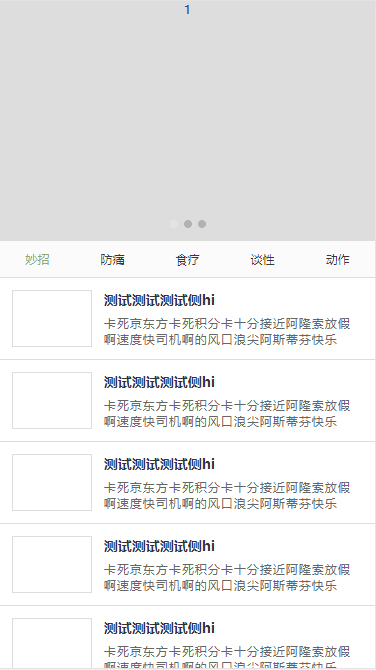 1
妙招
防痛
食疗
谈性
动作
测试测试测试侧hi
卡死京东方卡死积分卡十分接近阿隆索放假
啊速度快司机啊的风口浪尖阿斯蒂芬快乐
测试测试测试侧hi
卡死京东方卡死积分卡十分接近阿隆索放假
啊速度快司机啊的风口浪尖阿斯蒂芬快乐
测试测试测试侧hi
卡死京东方卡死积分卡十分接近阿隆索放假
啊速度快司机啊的风口浪尖阿斯蒂芬快乐
测试测试测试侧hi
卡死京东方卡死积分卡十分接近阿隆索放假
啊速度快司机啊的风口浪尖阿斯蒂芬快乐
测试测试测试侧hi
卡死京东方卡死积分卡十分接近阿隆索放假
啊速度快司机啊的风口浪尖阿斯蒂芬快乐